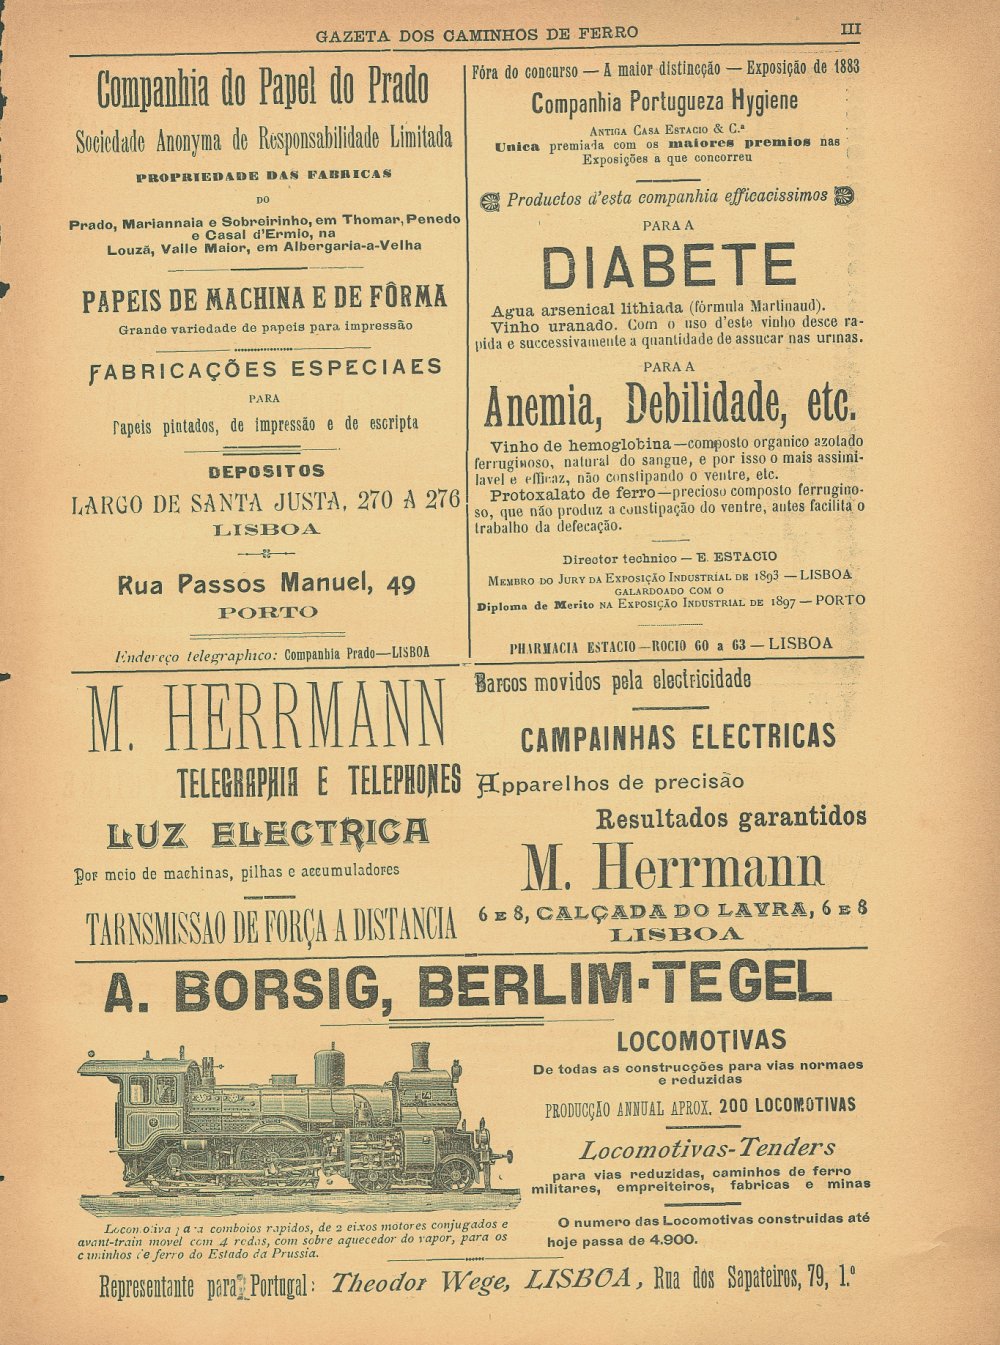 GAZETA DOS CAMINHOS DE FERRO
III
Companhia do Papel do Prado
Sociedade Anonyma de Responsabilidade Limitada
PROPRIEDADE DAS FABRICAS
DO
Prado, Mariannaia e Sobreirinho, em Thomar, Penedo
e Casal d'Ermio, na
Louzã, Valle Maior, em Albergaria-a-Velha
PAPEIS DE MACHINA E DE FÔRMA
Grande variedade de papeis para impressão
FABRICAÇÕES ESPECIAES
PARA
Papeis pintados, de impressão e de escripta
DEPOSITOS
LARGO DE SANTA JUSTA, 270 A 276
LISBOA
Rua Passos Manuel, 49
PORTO
Endereço telegraphico: Companhia Prado—LISBOA
Fóra do concurso — A maior distincção — Exposição de 1883
Companhia Portugueza Hygiene
ANTIGA CASA ESTACIO & C.ª
Unica premiada com os maiores premios nas
Exposições a que concorreu
Productos d'esta companhia efficacissimos
PARA A
DIABETE
Agua arsenical lithiada (fórmula Martinaud).
Vinho uranado. Com o uso d'este vinho desce ra-
pida e successivamente a quantidade de assucar nas urinas.
PARA A
Anemia, Debilidade, etc.
Vinho de hemoglobina—composto organico azotado
ferruginoso, natural do sangue, e por isso o mais assimi-
lavel e efficaz, não constipando o ventre, etc.
Protoxalato de ferro—precioso composto ferrugino-
so, que não produz a constipação do ventre, antes facilita o
trabalho da defecação.
Director technico — E. ESTACIO
MEMBRO DO JURY DA EXPOSIÇÃO INDUSTRIAL DE 1893 — LISBOA
GALARDOADO COM O
Diploma de Merito NA EXPOSIÇÃO INDUSTRIAL DE 1897 — PORTO
PHARMACIA ESTACIO—ROCIO 60 a 63 — LISBOA
M. HERRMANN
TELEGRAPHIA E TELEPHONES
LUZ ELECTRICA
Por meio de machinas, pilhas e accumuladores
TARNSMISSAO DE FORÇA A DISTANCIA
Barcos movidos pela electricidade
CAMPAINHAS ELECTRICAS
Apparelhos de precisão
Resultados garantidos
M. Herrmann
6 E 8, CALÇADA DO LAVRA, 6 E 8
LISBOA
A. BORSIG, BERLIM-TEGEL
LOCOMOTIVAS
De todas as construcções para vias normaes
e reduzidas
PRODUCÇÃO ANNUAL APROX. 200 LOCOMOTIVAS
Locomotivas-Tenders
para vias reduzidas, caminhos de ferro
militares, empreiteiros, fabricas e minas
O numero das Locomotivas construidas até
hoje passa de 4.900.
Locomotiva para comboios rapidos, de 2 eixos motores conjugados e
avant-train movel com 4 rodas, com sobre aquecedor do vapor, para os
caminhos de ferro do Estado da Prussia.
Representante para Portugal: Theodor Wege, LISBOA, Rua dos Sapateiros, 79, 1.º